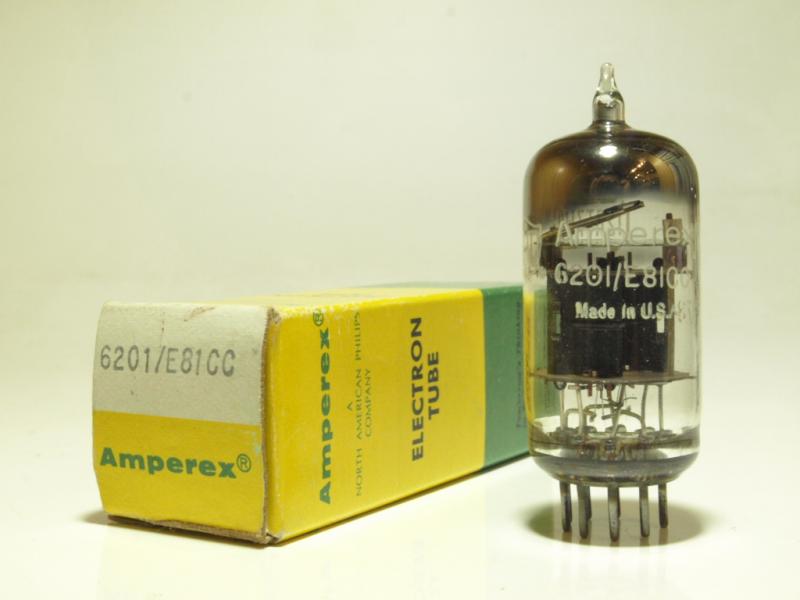 6201/E81CC
Amperex®
Amperex®
A
NORTH AMERICAN PHILIPS
COMPANY
ELECTRON
TUBE
Amperex
6201/E81CC
Made in U.S.A.